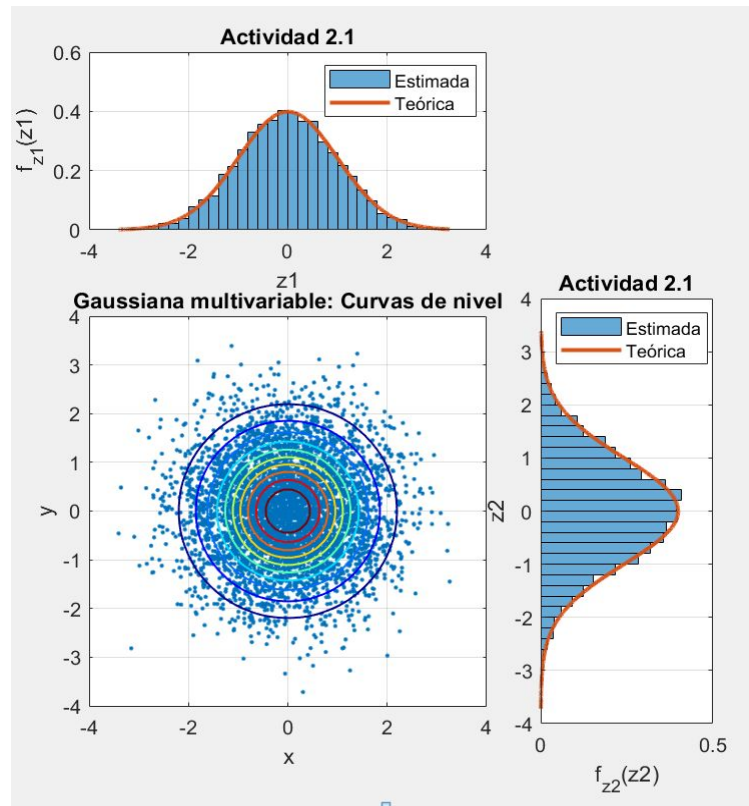 Actividad 2.1
0.6
0.4
0.2
0
f_z1(z1)
Estimada
Teórica
-4 -2 0 2 4
z1
Gaussiana multivariable: Curvas de nivel
4
3
2
1
0
-1
-2
-3
-4
y
-4 -2 0 2 4
x
Actividad 2.1
4
3
2
1
0
-1
-2
-3
-4
z2
Estimada
Teórica
0 0.5
f_z2(z2)